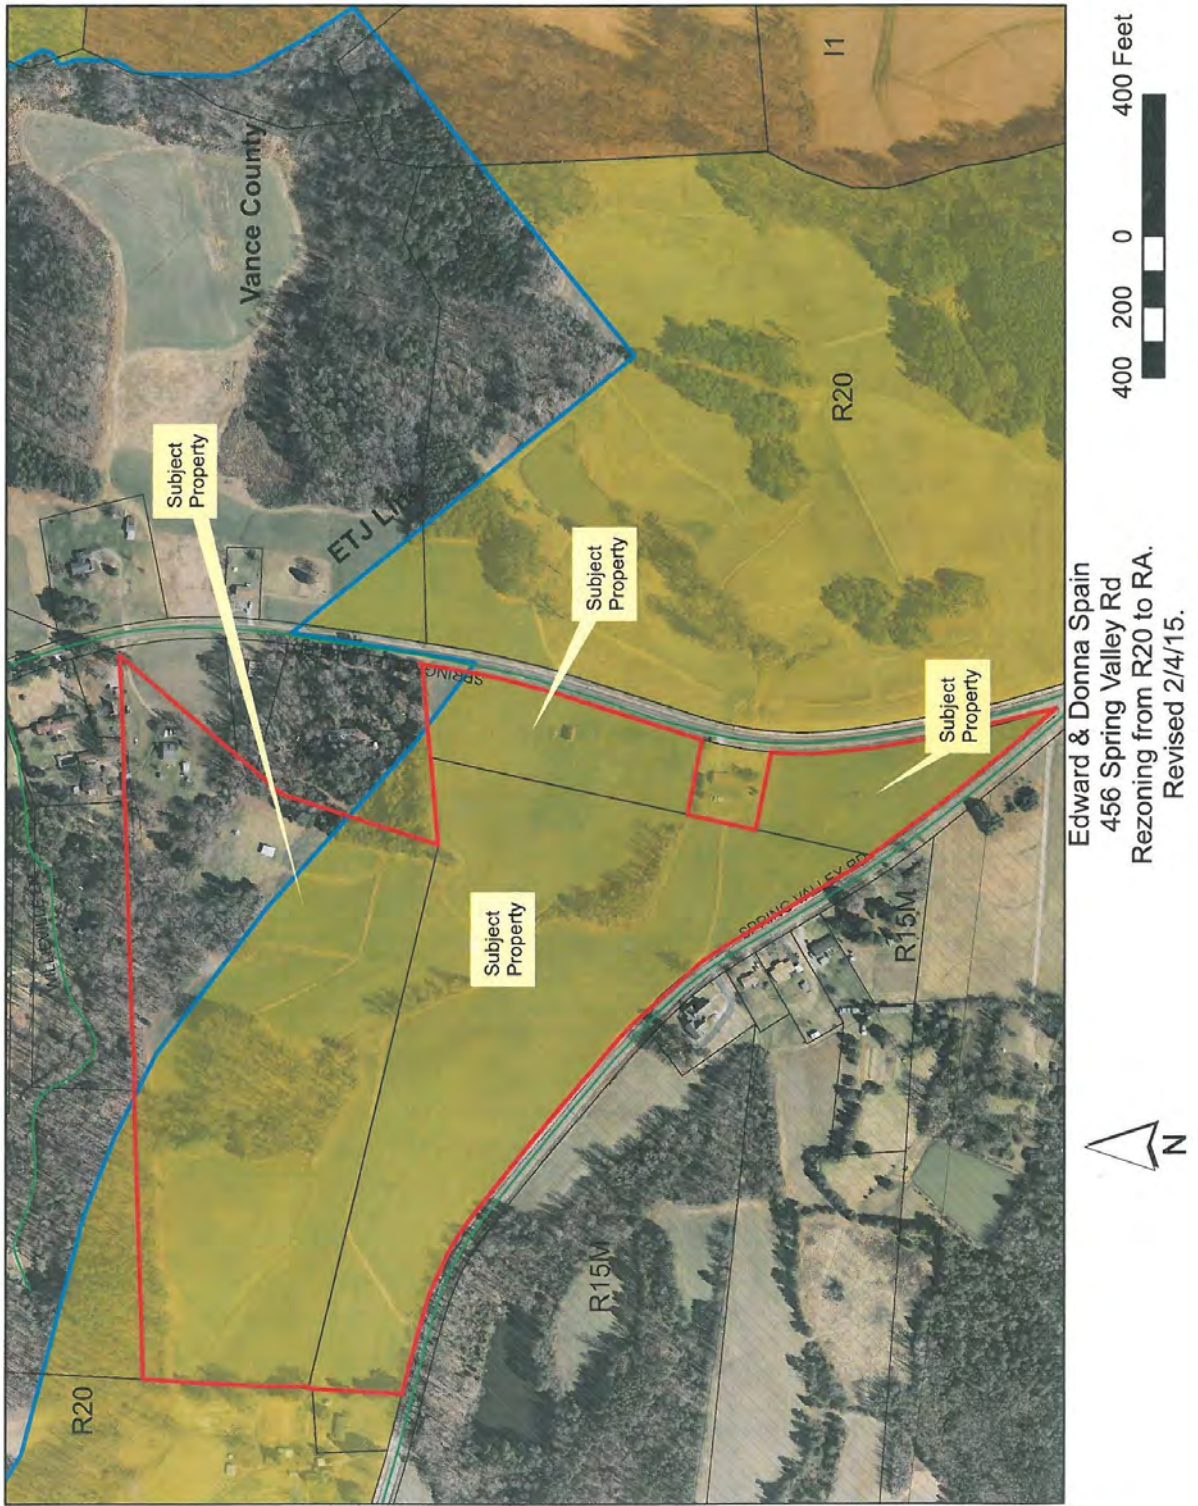 Vance County
I1
Subject
Property
ETJ Li
Subject
Property
R20
SPRING
Subject
Property
Subject
Property
SPRING VALLEY RD
R15M
R15M
R20
Edward & Donna Spain
456 Spring Valley Rd
Rezoning from R20 to RA.
Revised 2/4/15.
400 200 0 400 Feet
N